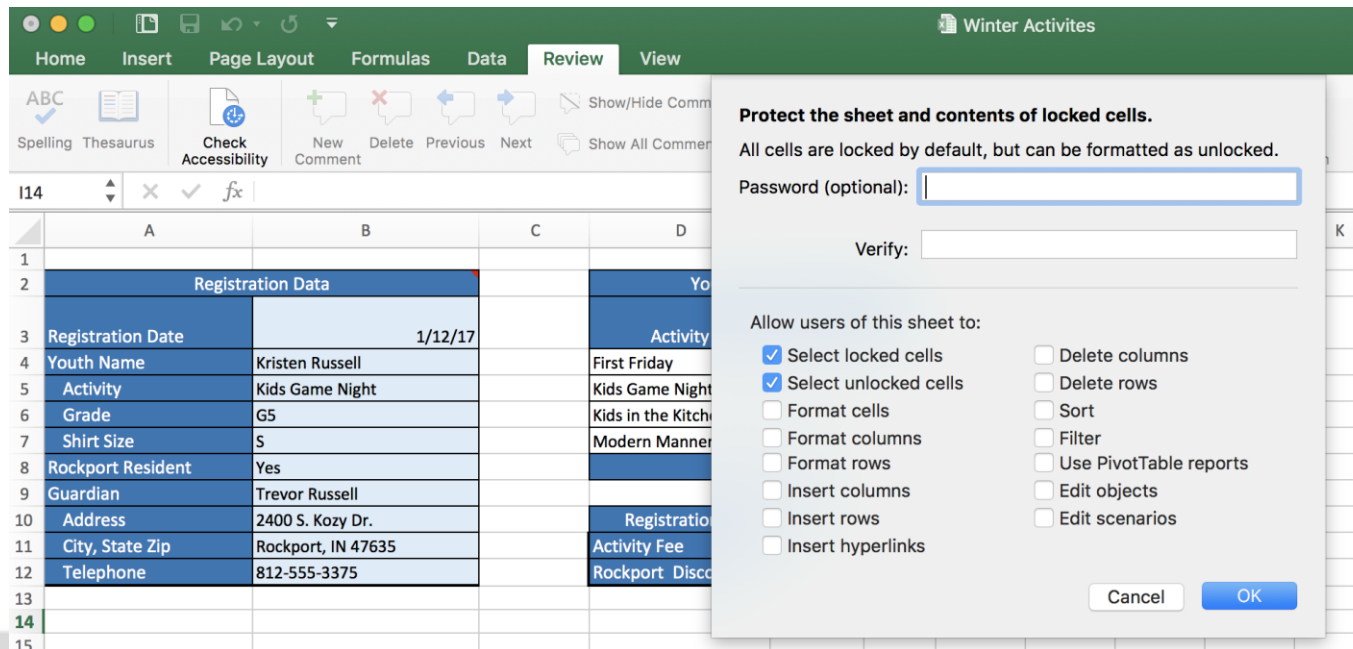 Winter Activites
Home Insert Page Layout Formulas Data Review View
ABC
Spelling Thesaurus Check Accessibility New Comment Delete Previous Next Show/Hide Comm
Show All Commer
I14 fx
A B C D K
1
2 Registration Data Yo
3 Registration Date 1/12/17 Activity
4 Youth Name Kristen Russell First Friday
5 Activity Kids Game Night Kids Game Night
6 Grade G5 Kids in the Kitch
7 Shirt Size S Modern Manner
8 Rockport Resident Yes
9 Guardian Trevor Russell
10 Address 2400 S. Kozy Dr. Registratio
11 City, State Zip Rockport, IN 47635 Activity Fee
12 Telephone 812-555-3375 Rockport Disco
13
14
15
Protect the sheet and contents of locked cells.
All cells are locked by default, but can be formatted as unlocked.
Password (optional):
Verify:
Allow users of this sheet to:
Select locked cells Delete columns
Select unlocked cells Delete rows
Format cells Sort
Format columns Filter
Format rows Use PivotTable reports
Insert columns Edit objects
Insert rows Edit scenarios
Insert hyperlinks
Cancel OK